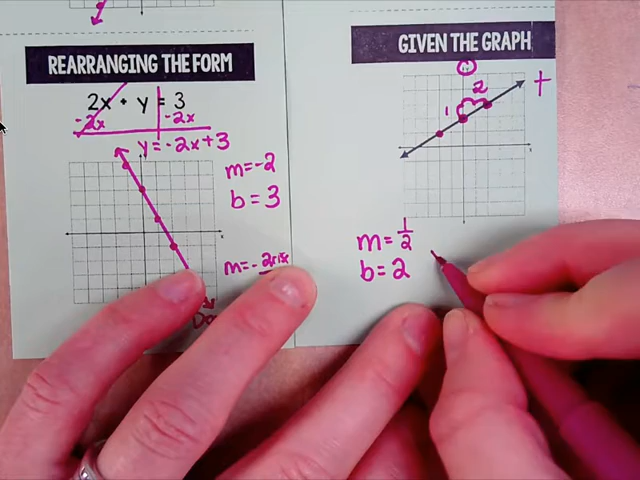 REARRANGING THE FORM
2x + y = 3
-2x -2x
y = -2x + 3
m = -2
b = 3
GIVEN THE GRAPH
y
2
+
1
x
x
m = 1/2
b = 2